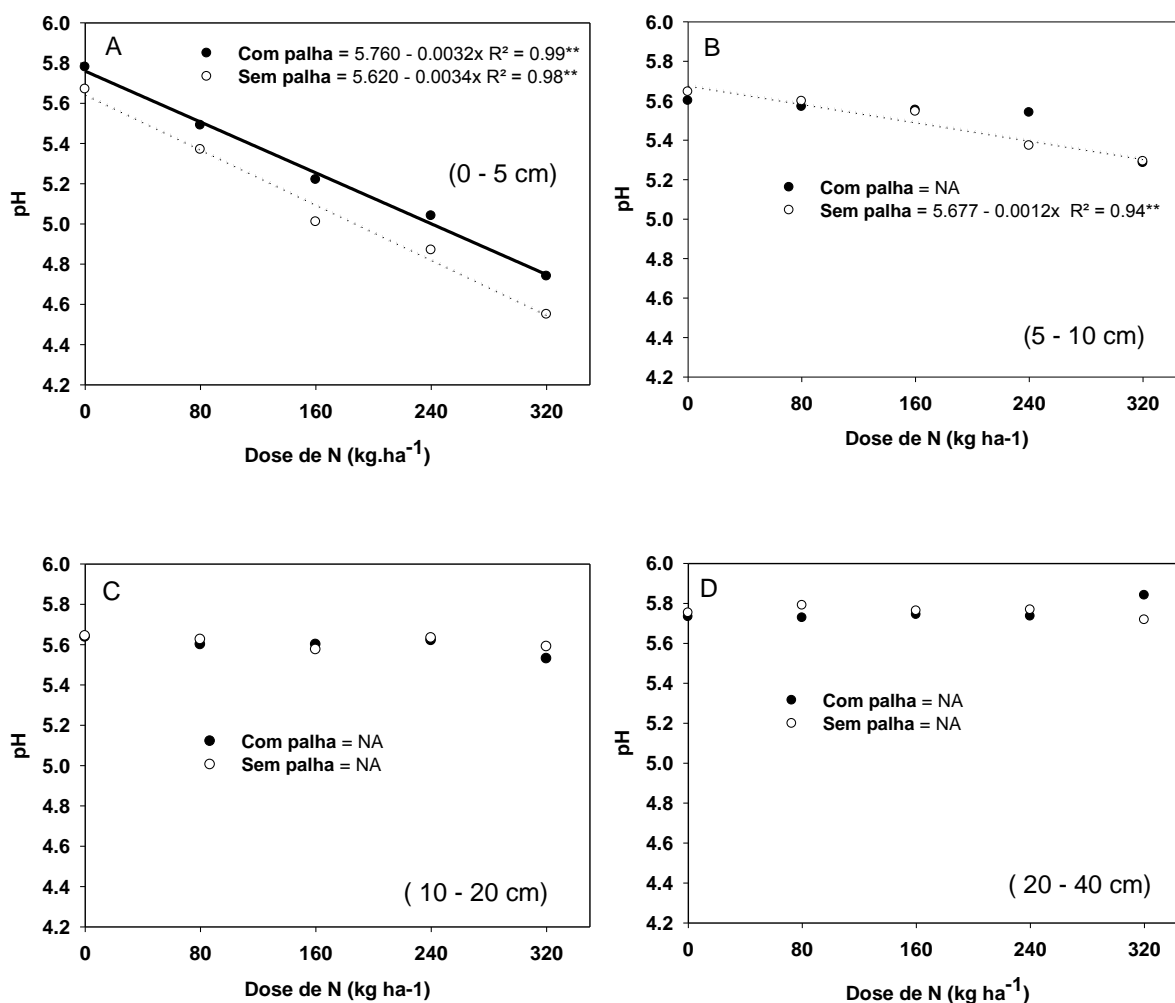 A
Com palha = 5.760 - 0.0032x R² = 0.99**
Sem palha = 5.620 - 0.0034x R² = 0.98**
(0 - 5 cm)
pH
6.0
5.8
5.6
5.4
5.2
5.0
4.8
4.6
4.4
4.2
0 80 160 240 320
Dose de N (kg.ha-1)
B
Com palha = NA
Sem palha = 5.677 - 0.0012x R² = 0.94**
(5 - 10 cm)
pH
6.0
5.8
5.6
5.4
5.2
5.0
4.8
4.6
4.4
4.2
0 80 160 240 320
Dose de N (kg ha-1)
C
Com palha = NA
Sem palha = NA
( 10 - 20 cm)
pH
6.0
5.8
5.6
5.4
5.2
5.0
4.8
4.6
4.4
4.2
0 80 160 240 320
Dose de N (kg ha-1)
D
Com palha = NA
Sem palha = NA
( 20 - 40 cm)
pH
6.0
5.8
5.6
5.4
5.2
5.0
4.8
4.6
4.4
4.2
0 80 160 240 320
Dose de N (kg ha-1)